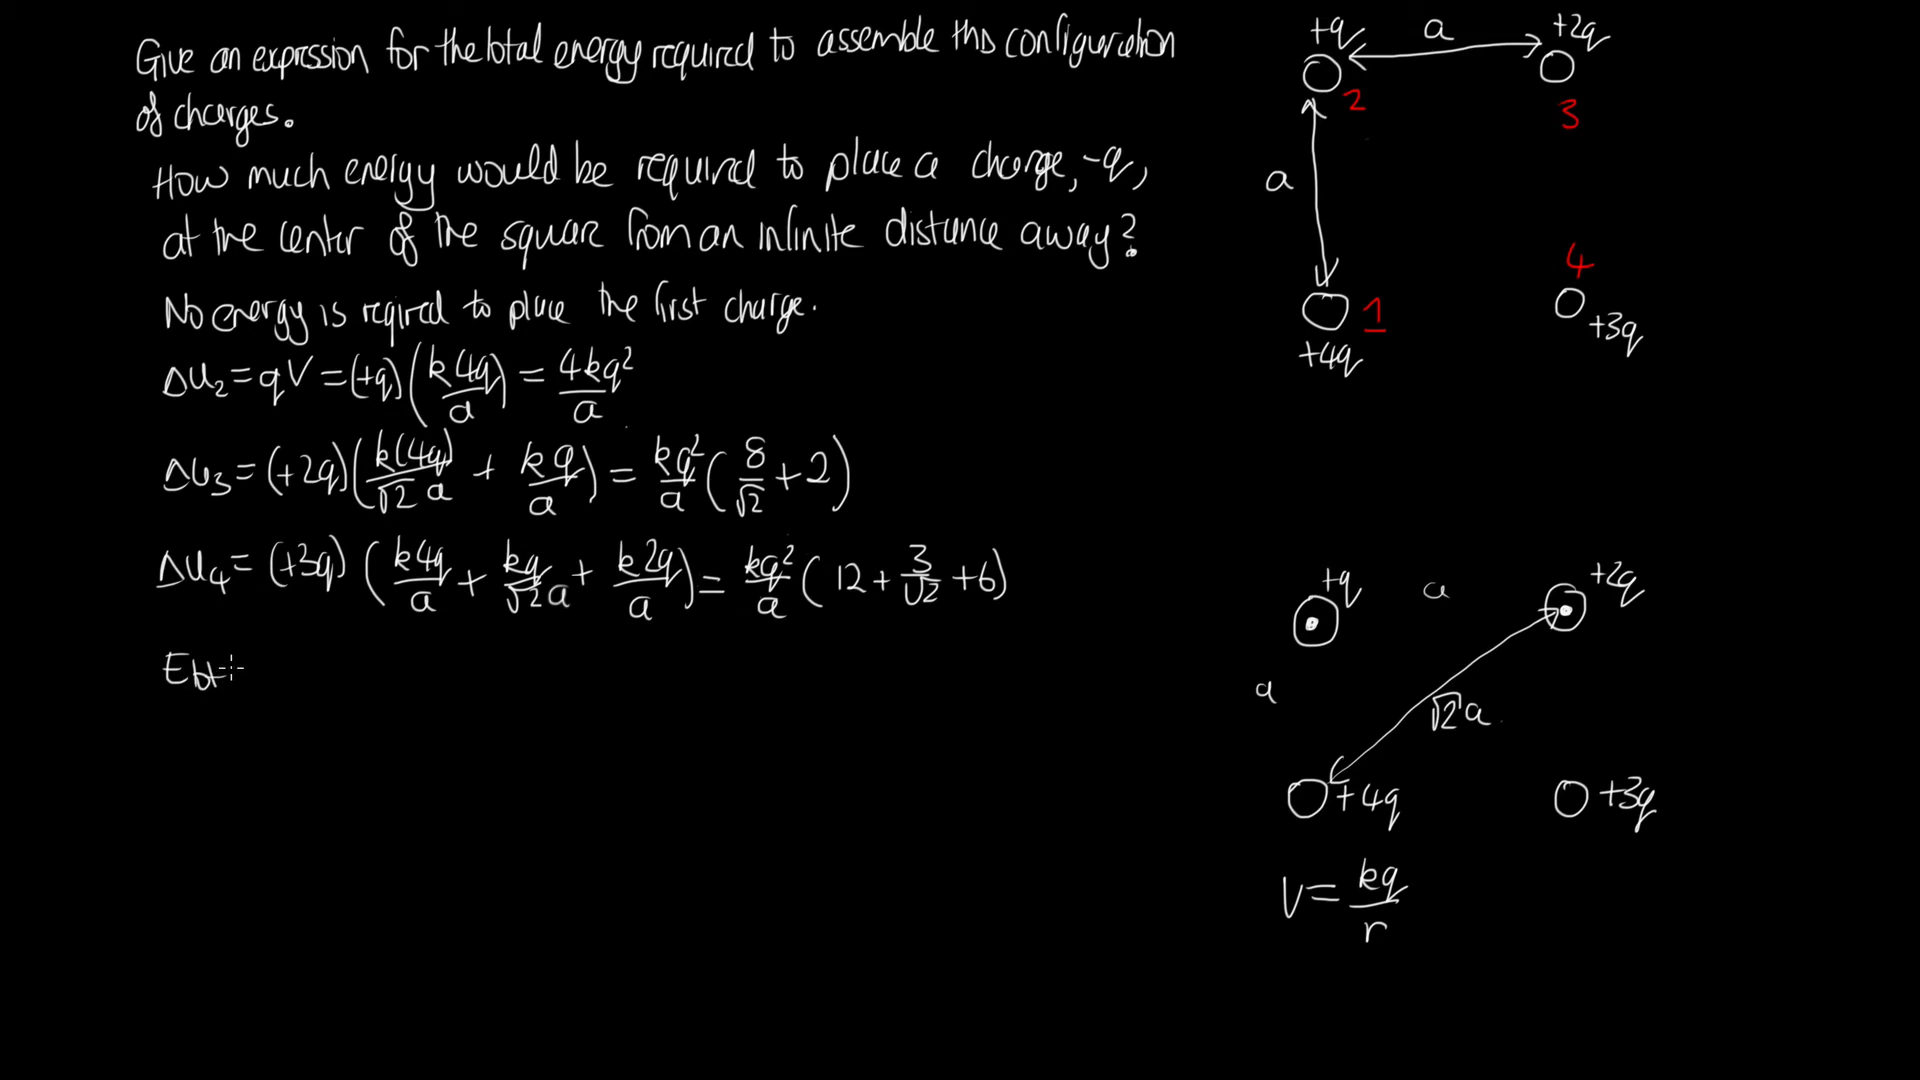 Give an expression for the total energy required to assemble this configuration
of charges.
How much energy would be required to place a charge, -q,
at the center of the square from an infinite distance away?
No energy is reqired to place the first charge.
ΔU₂ = qV = (+q)(k4q/a) = 4kq²/a
ΔU₃ = (+2q)(k(4q)/√2a + kq/a) = kq²/a (8/√2 + 2)
ΔU₄ = (+3q)(k4q/a + kq/√2a + k2q/a) = kq²/a (12 + 3/√2 + 6)
Etot
+q a +2q
2 3
a
4
1
+4q +3q
+q a +2q
a
√2a
+4q +3q
V = kq/r